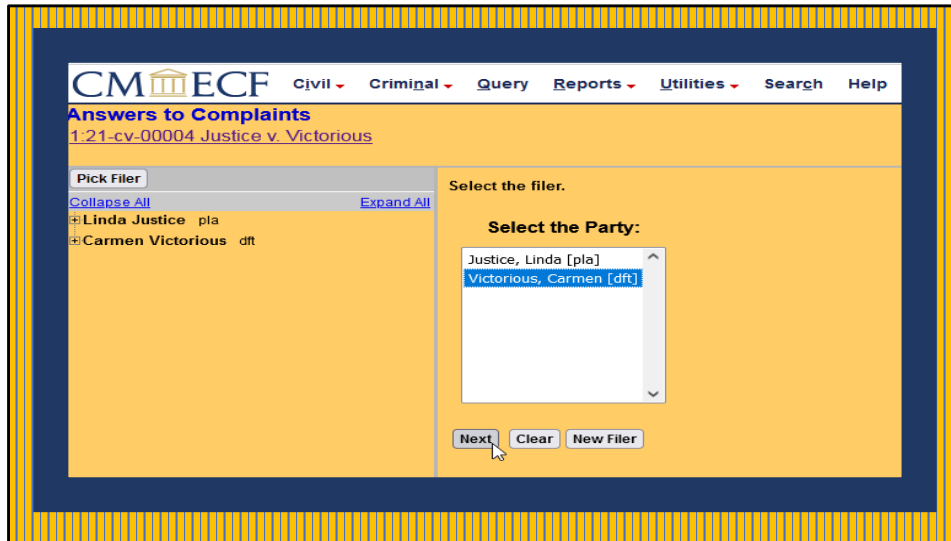 CM ECF Civil Criminal Query Reports Utilities Search Help
Answers to Complaints
1:21-cv-00004 Justice v. Victorious
Pick Filer
Collapse All Expand All
Linda Justice pla
Carmen Victorious dft
Select the filer.
Select the Party:
Justice, Linda [pla]
Victorious, Carmen [dft]
Next Clear New Filer